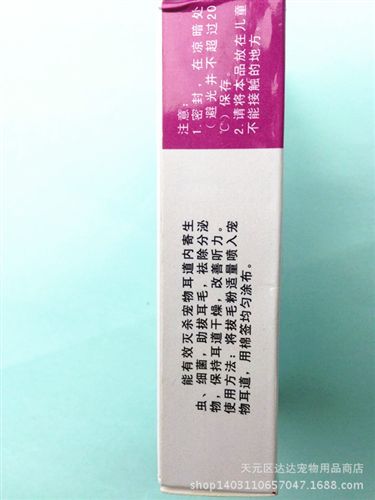 注意：
1.密封，在凉暗处
（避光并不超过20
℃）保存。
2.请将本品放在儿童
不能接触的地方。
能有效灭杀宠物耳道内寄生
虫、细菌，助拔耳毛，祛除分泌
物，保持耳道干燥，改善听力。
使用方法：将拔毛粉适量喷入宠
物耳道，用棉签均匀涂布。
天元区达达宠物用品商店
shop1403110657047.1688.com